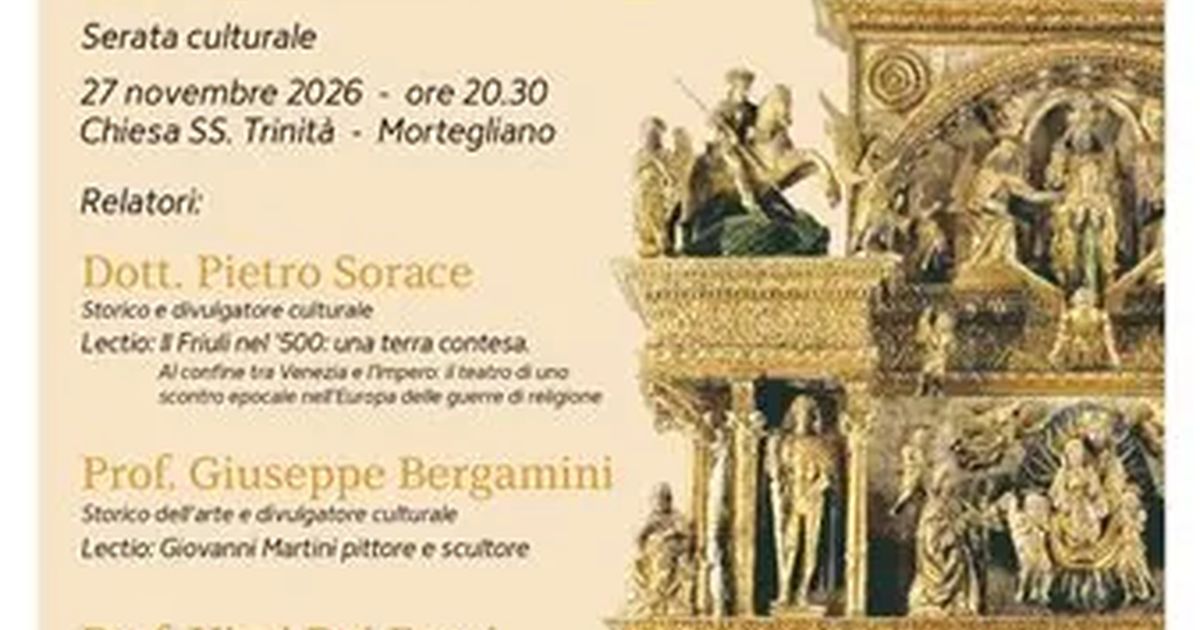 Serata culturale
27 novembre 2026 - ore 20.30
Chiesa SS. Trinità - Mortegliano
Relatori:
Dott. Pietro Sorace
Storico e divulgatore culturale
Lectio: Il Friuli nel '500: una terra contesa.
Al confine tra Venezia e l'Impero: il teatro di uno
scontro epocale nell'Europa delle guerre di religione
Prof. Giuseppe Bergamini
Storico dell'arte e divulgatore culturale
Lectio: Giovanni Martini pittore e scultore